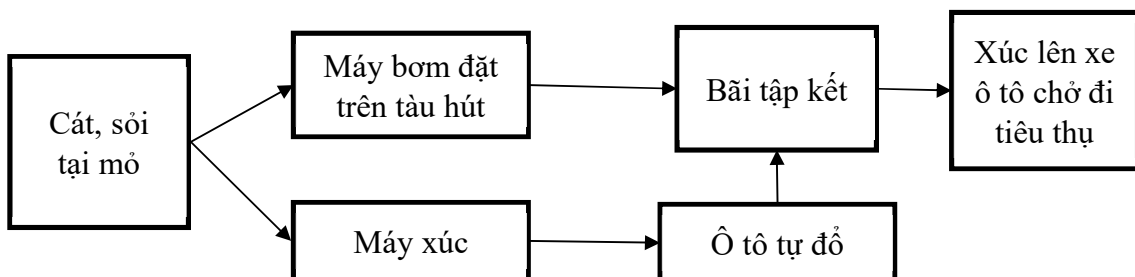 Cát, sỏi
tại mỏ
Máy bơm đặt
trên tàu hút
Bãi tập kết
Xúc lên xe
ô tô chở đi
tiêu thụ
Máy xúc
Ô tô tự đổ